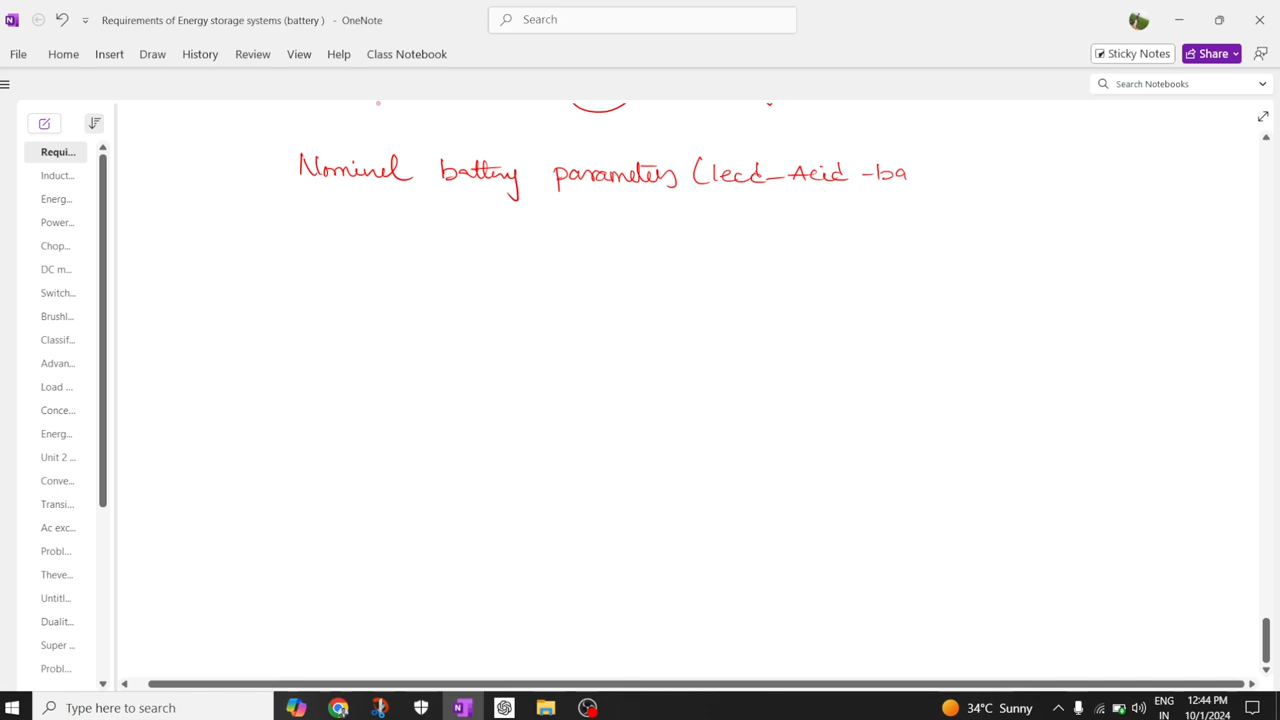 Requirements of Energy storage systems (battery ) - OneNote
Search
File Home Insert Draw History Review View Help Class Notebook
Sticky Notes Share
Search Notebooks
Requi...
Induct...
Energ...
Power...
Chop...
DC m...
Switch...
Brushl...
Classif...
Advan...
Load ...
Conce...
Energ...
Unit 2 ...
Conve...
Transi...
Ac exc...
Probl...
Theve...
Untitl...
Dualit...
Super ...
Probl...
Nominel battery parameters (lead-Acid -ba
Type here to search
34°C Sunny
ENG
IN
12:44 PM
10/1/2024